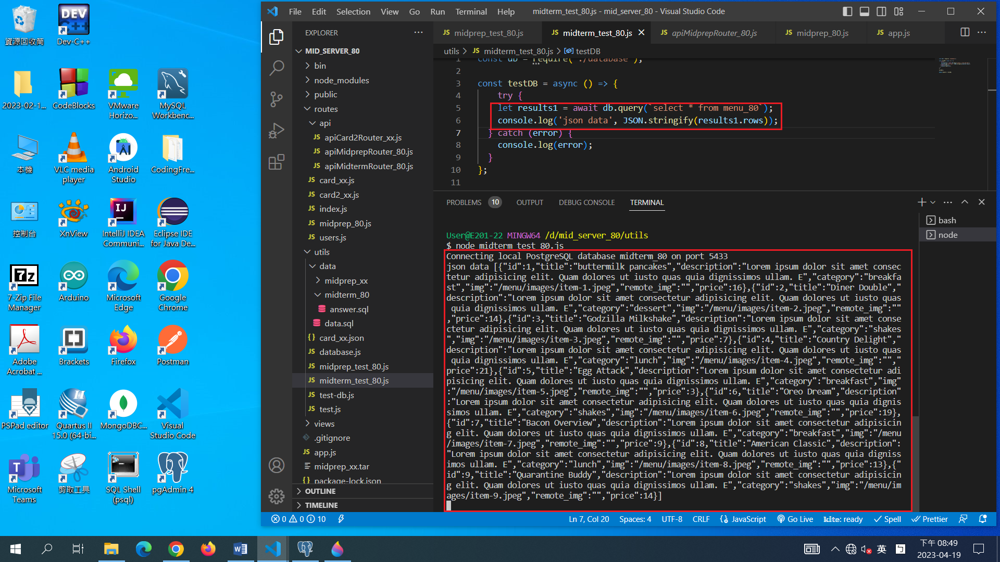 資源回收筒
Dev-C++
2023-02-1...
CodeBlocks
VMware Horizo...
MySQL Workbenc...
本機
VLC media player
Android Studio
CodingFre...
控制台
XnView
IntelliJ IDEA Communi...
Eclipse IDE for Java De...
7-Zip File Manager
Arduino
Microsoft Edge
Google Chrome
Adobe Acrobat ...
Brackets
Firefox
Postman
PSPad editor
Quartus II 15.0 (64-bi...
MongoDBC...
Visual Studio Code
Microsoft Teams
剪取工具
SQL Shell (psql)
pgAdmin 4
File Edit Selection View Go Run Terminal Help
midterm_test_80.js - mid_server_80 - Visual Studio Code
EXPLORER
MID_SERVER_80
bin
node_modules
public
routes
api
JS apiCard2Router_xx.js
JS apiMidprepRouter_80.js
JS apiMidtermRouter_80.js
JS card_xx.js
JS card2_xx.js
JS index.js
JS midprep_80.js
JS users.js
utils
data
midprep_xx
midterm_80
answer.sql
data.sql
{} card_xx.json
JS database.js
JS midprep_test_80.js
JS midterm_test_80.js
JS test-db.js
JS test.js
views
.gitignore
JS app.js
midprep_xx.tar
{} package-lock.json
OUTLINE
TIMELINE
JS midprep_test_80.js
JS midterm_test_80.js
JS apiMidprepRouter_80.js
JS midprep_80.js
JS app.js
utils > JS midterm_test_80.js > testDB
1 const db = require('./database');
2
3 const testDB = async () => {
4 try {
5 let results1 = await db.query(`select * from menu_80`);
6 console.log('json data', JSON.stringify(results1.rows));
7 } catch (error) {
8 console.log(error);
9 }
10 };
11
PROBLEMS 10 OUTPUT DEBUG CONSOLE TERMINAL
bash
node
User@E201-22 MINGW64 /d/mid_server_80/utils
$ node midterm_test_80.js
Connecting local PostgreSQL database midterm_80 on port 5433
json data [{"id":1,"title":"buttermilk pancakes","description":"Lorem ipsum dolor sit amet consec
tetur adipisicing elit. Quam dolores ut iusto quas quia dignissimos ullam. E","category":"breakfa
st","img":"/menu/images/item-1.jpeg","remote_img":"","price":16},{"id":2,"title":"Diner Double","
description":"Lorem ipsum dolor sit amet consectetur adipisicing elit. Quam dolores ut iusto quas
 quia dignissimos ullam. E","category":"dessert","img":"/menu/images/item-2.jpeg","remote_img":""
,"price":14},{"id":3,"title":"Godzilla Milkshake","description":"Lorem ipsum dolor sit amet conse
ctetur adipisicing elit. Quam dolores ut iusto quas quia dignissimos ullam. E","category":"shakes
","img":"/menu/images/item-3.jpeg","remote_img":"","price":7},{"id":4,"title":"Country Delight","
description":"Lorem ipsum dolor sit amet consectetur adipisicing elit. Quam dolores ut iusto quas
 quia dignissimos ullam. E","category":"lunch","img":"/menu/images/item-4.jpeg","remote_img":"","
price":21},{"id":5,"title":"Egg Attack","description":"Lorem ipsum dolor sit amet consectetur adi
pisicing elit. Quam dolores ut iusto quas quia dignissimos ullam. E","category":"breakfast","img"
:"/menu/images/item-5.jpeg","remote_img":"","price":3},{"id":6,"title":"Oreo Dream","description"
:"Lorem ipsum dolor sit amet consectetur adipisicing elit. Quam dolores ut iusto quas quia dignis
simos ullam. E","category":"shakes","img":"/menu/images/item-6.jpeg","remote_img":"","price":19},
{"id":7,"title":"Bacon Overview","description":"Lorem ipsum dolor sit amet consectetur adipisicin
g elit. Quam dolores ut iusto quas quia dignissimos ullam. E","category":"breakfast","img":"/menu
/images/item-7.jpeg","remote_img":"","price":9},{"id":8,"title":"American Classic","description":
"Lorem ipsum dolor sit amet consectetur adipisicing elit. Quam dolores ut iusto quas quia digniss
imos ullam. E","category":"lunch","img":"/menu/images/item-8.jpeg","remote_img":"","price":13},{"
id":9,"title":"Quarantine Buddy","description":"Lorem ipsum dolor sit amet consectetur adipisicin
g elit. Quam dolores ut iusto quas quia dignissimos ullam. E","category":"shakes","img":"/menu/im
ages/item-9.jpeg","remote_img":"","price":14}]
0 0 10
Ln 7, Col 20 Spaces: 4 UTF-8 CRLF JavaScript Go Live kite: ready Spell Prettier
英
ㄅ
下午 08:49
2023-04-19